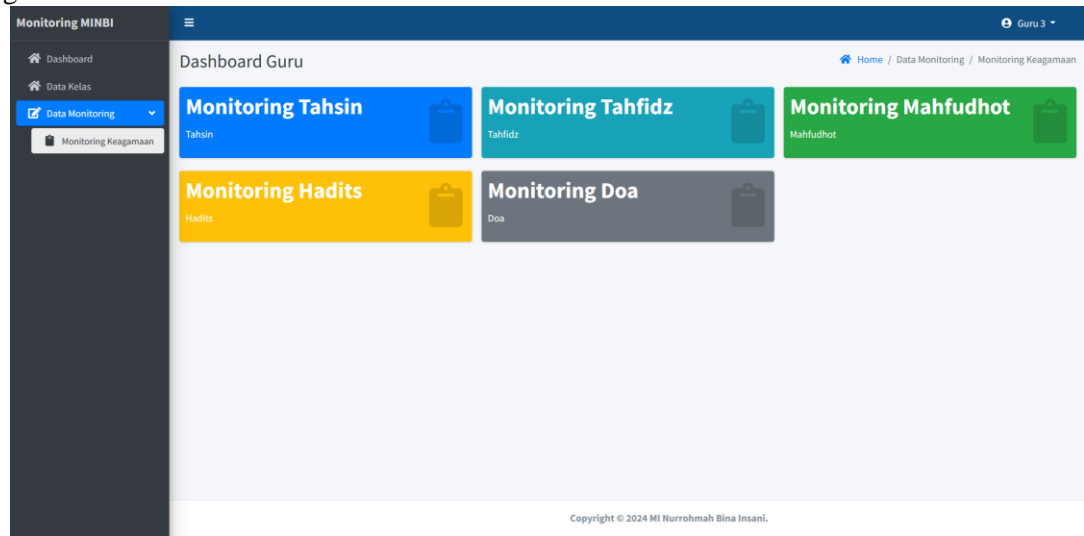 Monitoring MINBI
Guru 3
Dashboard
Data Kelas
Data Monitoring
Monitoring Keagamaan
Dashboard Guru
Home / Data Monitoring / Monitoring Keagamaan
Monitoring Tahsin
Tahsin
Monitoring Tahfidz
Tahfidz
Monitoring Mahfudhot
Mahfudhot
Monitoring Hadits
Hadits
Monitoring Doa
Doa
Copyright © 2024 MI Nurrohmah Bina Insani.